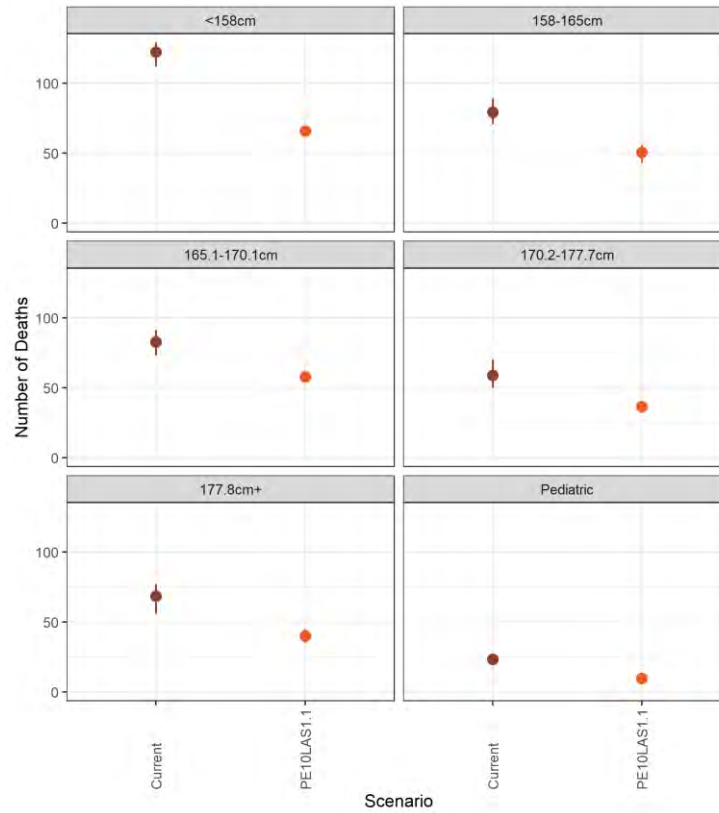 <158cm
158-165cm
100
50
0
165.1-170.1cm
170.2-177.7cm
100
50
0
177.8cm+
Pediatric
100
50
0
Number of Deaths
Current
PE10LAS1.1
Current
PE10LAS1.1
Scenario